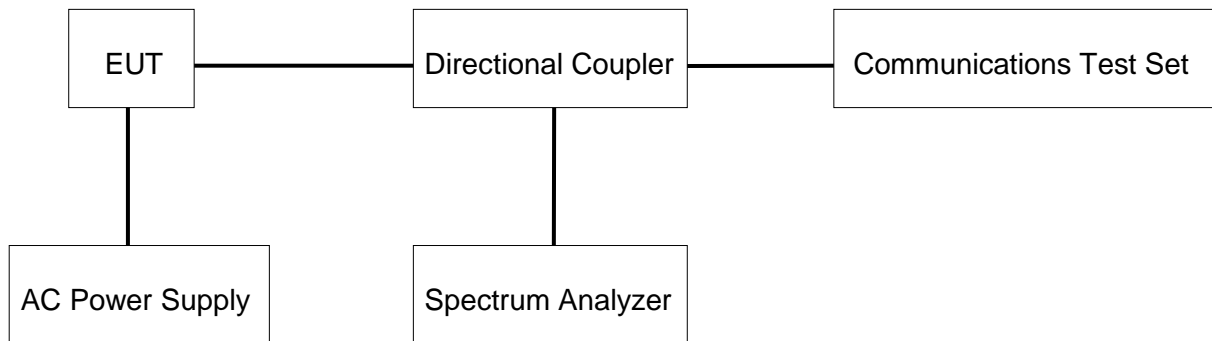 EUT
Directional Coupler
Communications Test Set
AC Power Supply
Spectrum Analyzer